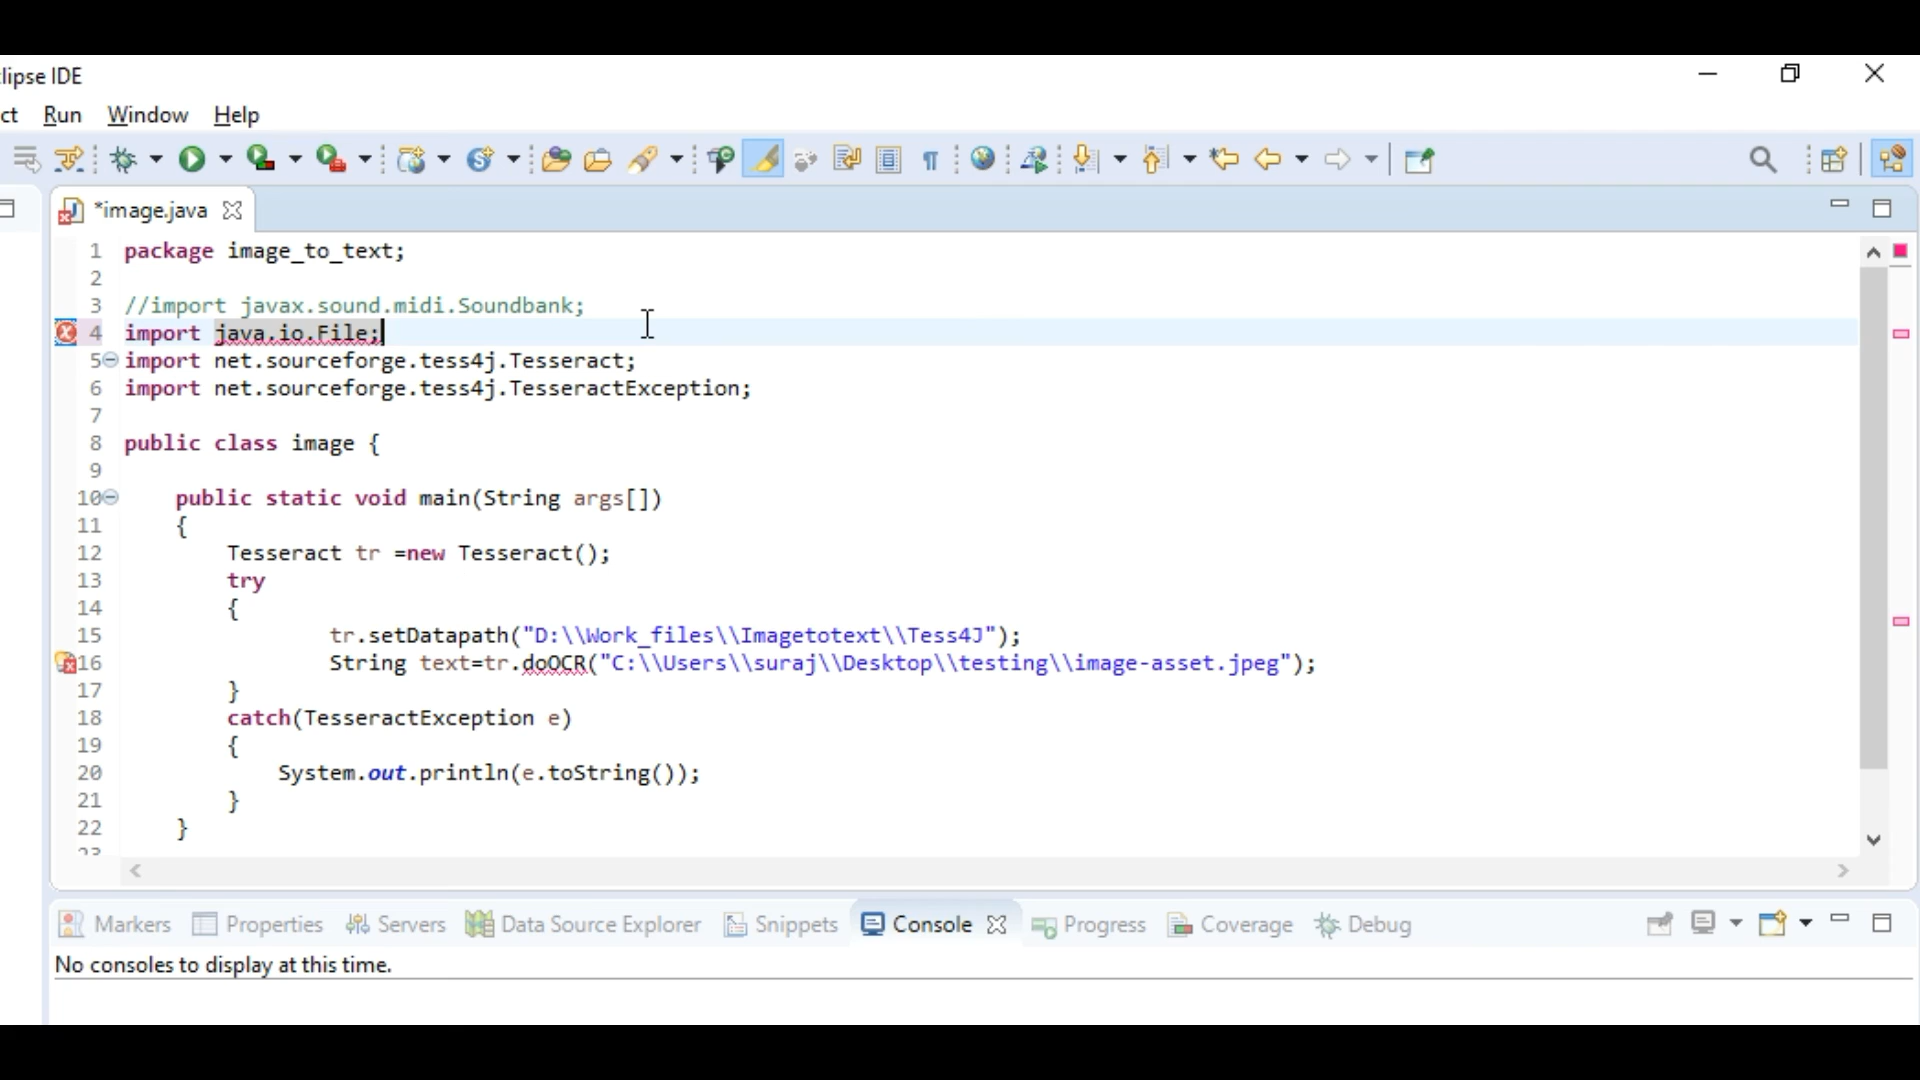 lipse IDE
ct Run Window Help
*image.java
1 package image_to_text;
2
3 //import javax.sound.midi.Soundbank;
4 import java.io.File;
5 import net.sourceforge.tess4j.Tesseract;
6 import net.sourceforge.tess4j.TesseractException;
7
8 public class image {
9
10 public static void main(String args[])
11 {
12 Tesseract tr =new Tesseract();
13 try
14 {
15 tr.setDatapath("D:\\Work_files\\Imagetotext\\Tess4J");
16 String text=tr.doOCR("C:\\Users\\suraj\\Desktop\\testing\\image-asset.jpeg");
17 }
18 catch(TesseractException e)
19 {
20 System.out.println(e.toString());
21 }
22 }
23
Markers Properties Servers Data Source Explorer Snippets Console Progress Coverage Debug
No consoles to display at this time.